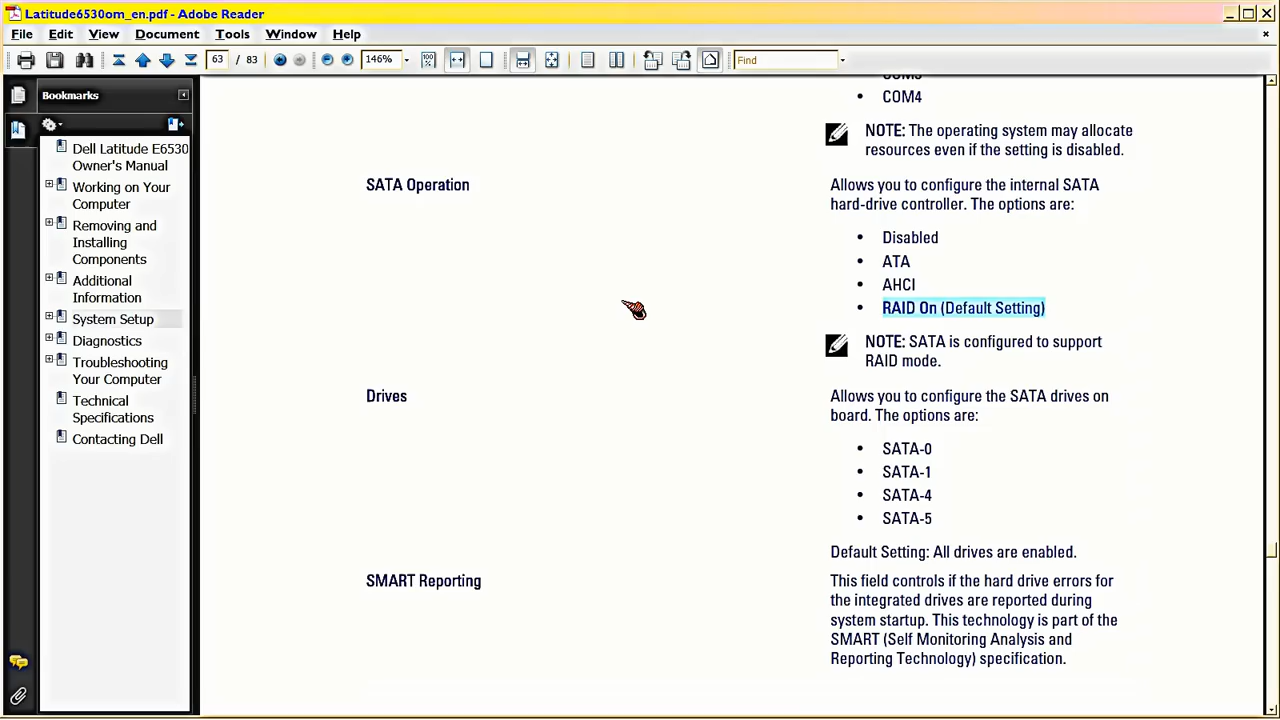 Latitude6530om_en.pdf - Adobe Reader
File Edit View Document Tools Window Help
63 / 83 146% Find
Bookmarks
Dell Latitude E6530
Owner's Manual
Working on Your
Computer
Removing and
Installing
Components
Additional
Information
System Setup
Diagnostics
Troubleshooting
Your Computer
Technical
Specifications
Contacting Dell
• COM4
NOTE: The operating system may allocate
resources even if the setting is disabled.
SATA Operation
Allows you to configure the internal SATA
hard-drive controller. The options are:
• Disabled
• ATA
• AHCI
• RAID On (Default Setting)
NOTE: SATA is configured to support
RAID mode.
Drives
Allows you to configure the SATA drives on
board. The options are:
• SATA-0
• SATA-1
• SATA-4
• SATA-5
Default Setting: All drives are enabled.
SMART Reporting
This field controls if the hard drive errors for
the integrated drives are reported during
system startup. This technology is part of the
SMART (Self Monitoring Analysis and
Reporting Technology) specification.